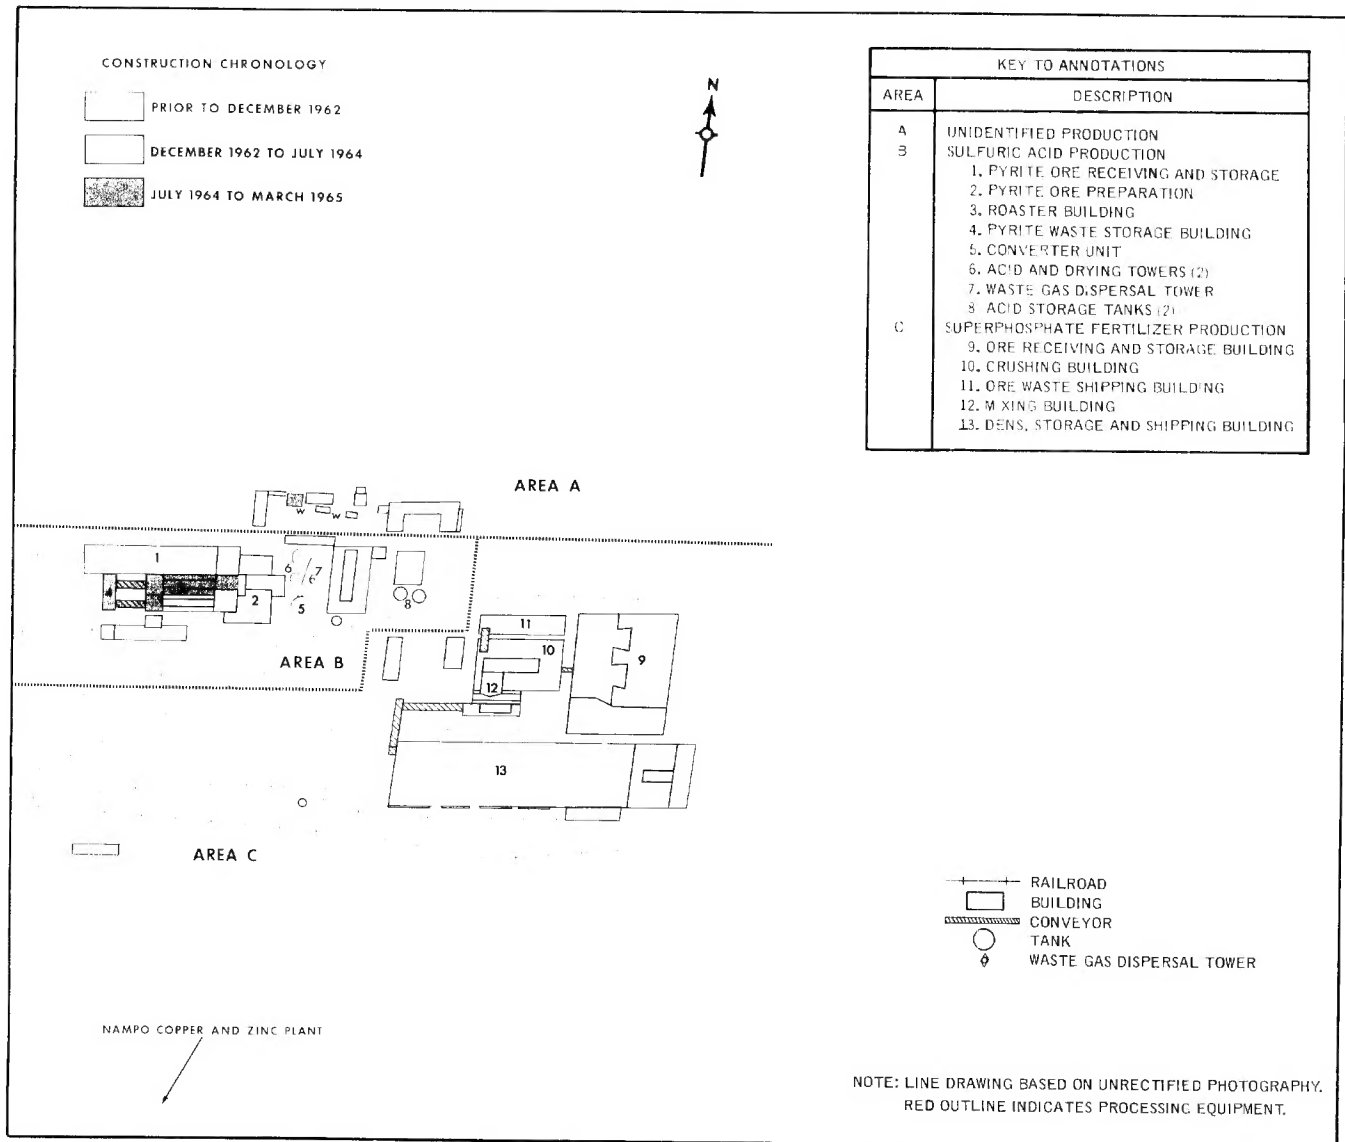 CONSTRUCTION CHRONOLOGY
PRIOR TO DECEMBER 1962
DECEMBER 1962 TO JULY 1964
JULY 1964 TO MARCH 1965
N
KEY TO ANNOTATIONS
AREA DESCRIPTION
A UNIDENTIFIED PRODUCTION
B SULFURIC ACID PRODUCTION
1. PYRITE ORE RECEIVING AND STORAGE
2. PYRITE ORE PREPARATION
3. ROASTER BUILDING
4. PYRITE WASTE STORAGE BUILDING
5. CONVERTER UNIT
6. ACID AND DRYING TOWERS (2)
7. WASTE GAS DISPERSAL TOWER
8 ACID STORAGE TANKS (2)
C SUPERPHOSPHATE FERTILIZER PRODUCTION
9. ORE RECEIVING AND STORAGE BUILDING
10. CRUSHING BUILDING
11. ORE WASTE SHIPPING BUILDING
12. M XING BUILDING
13. DENS, STORAGE AND SHIPPING BUILDING
AREA A
W
W
1
6
7
4
2
5
8
11
AREA B
10
9
12
13
AREA C
RAILROAD
BUILDING
CONVEYOR
TANK
WASTE GAS DISPERSAL TOWER
NAMPO COPPER AND ZINC PLANT
NOTE: LINE DRAWING BASED ON UNRECTIFIED PHOTOGRAPHY.
RED OUTLINE INDICATES PROCESSING EQUIPMENT.